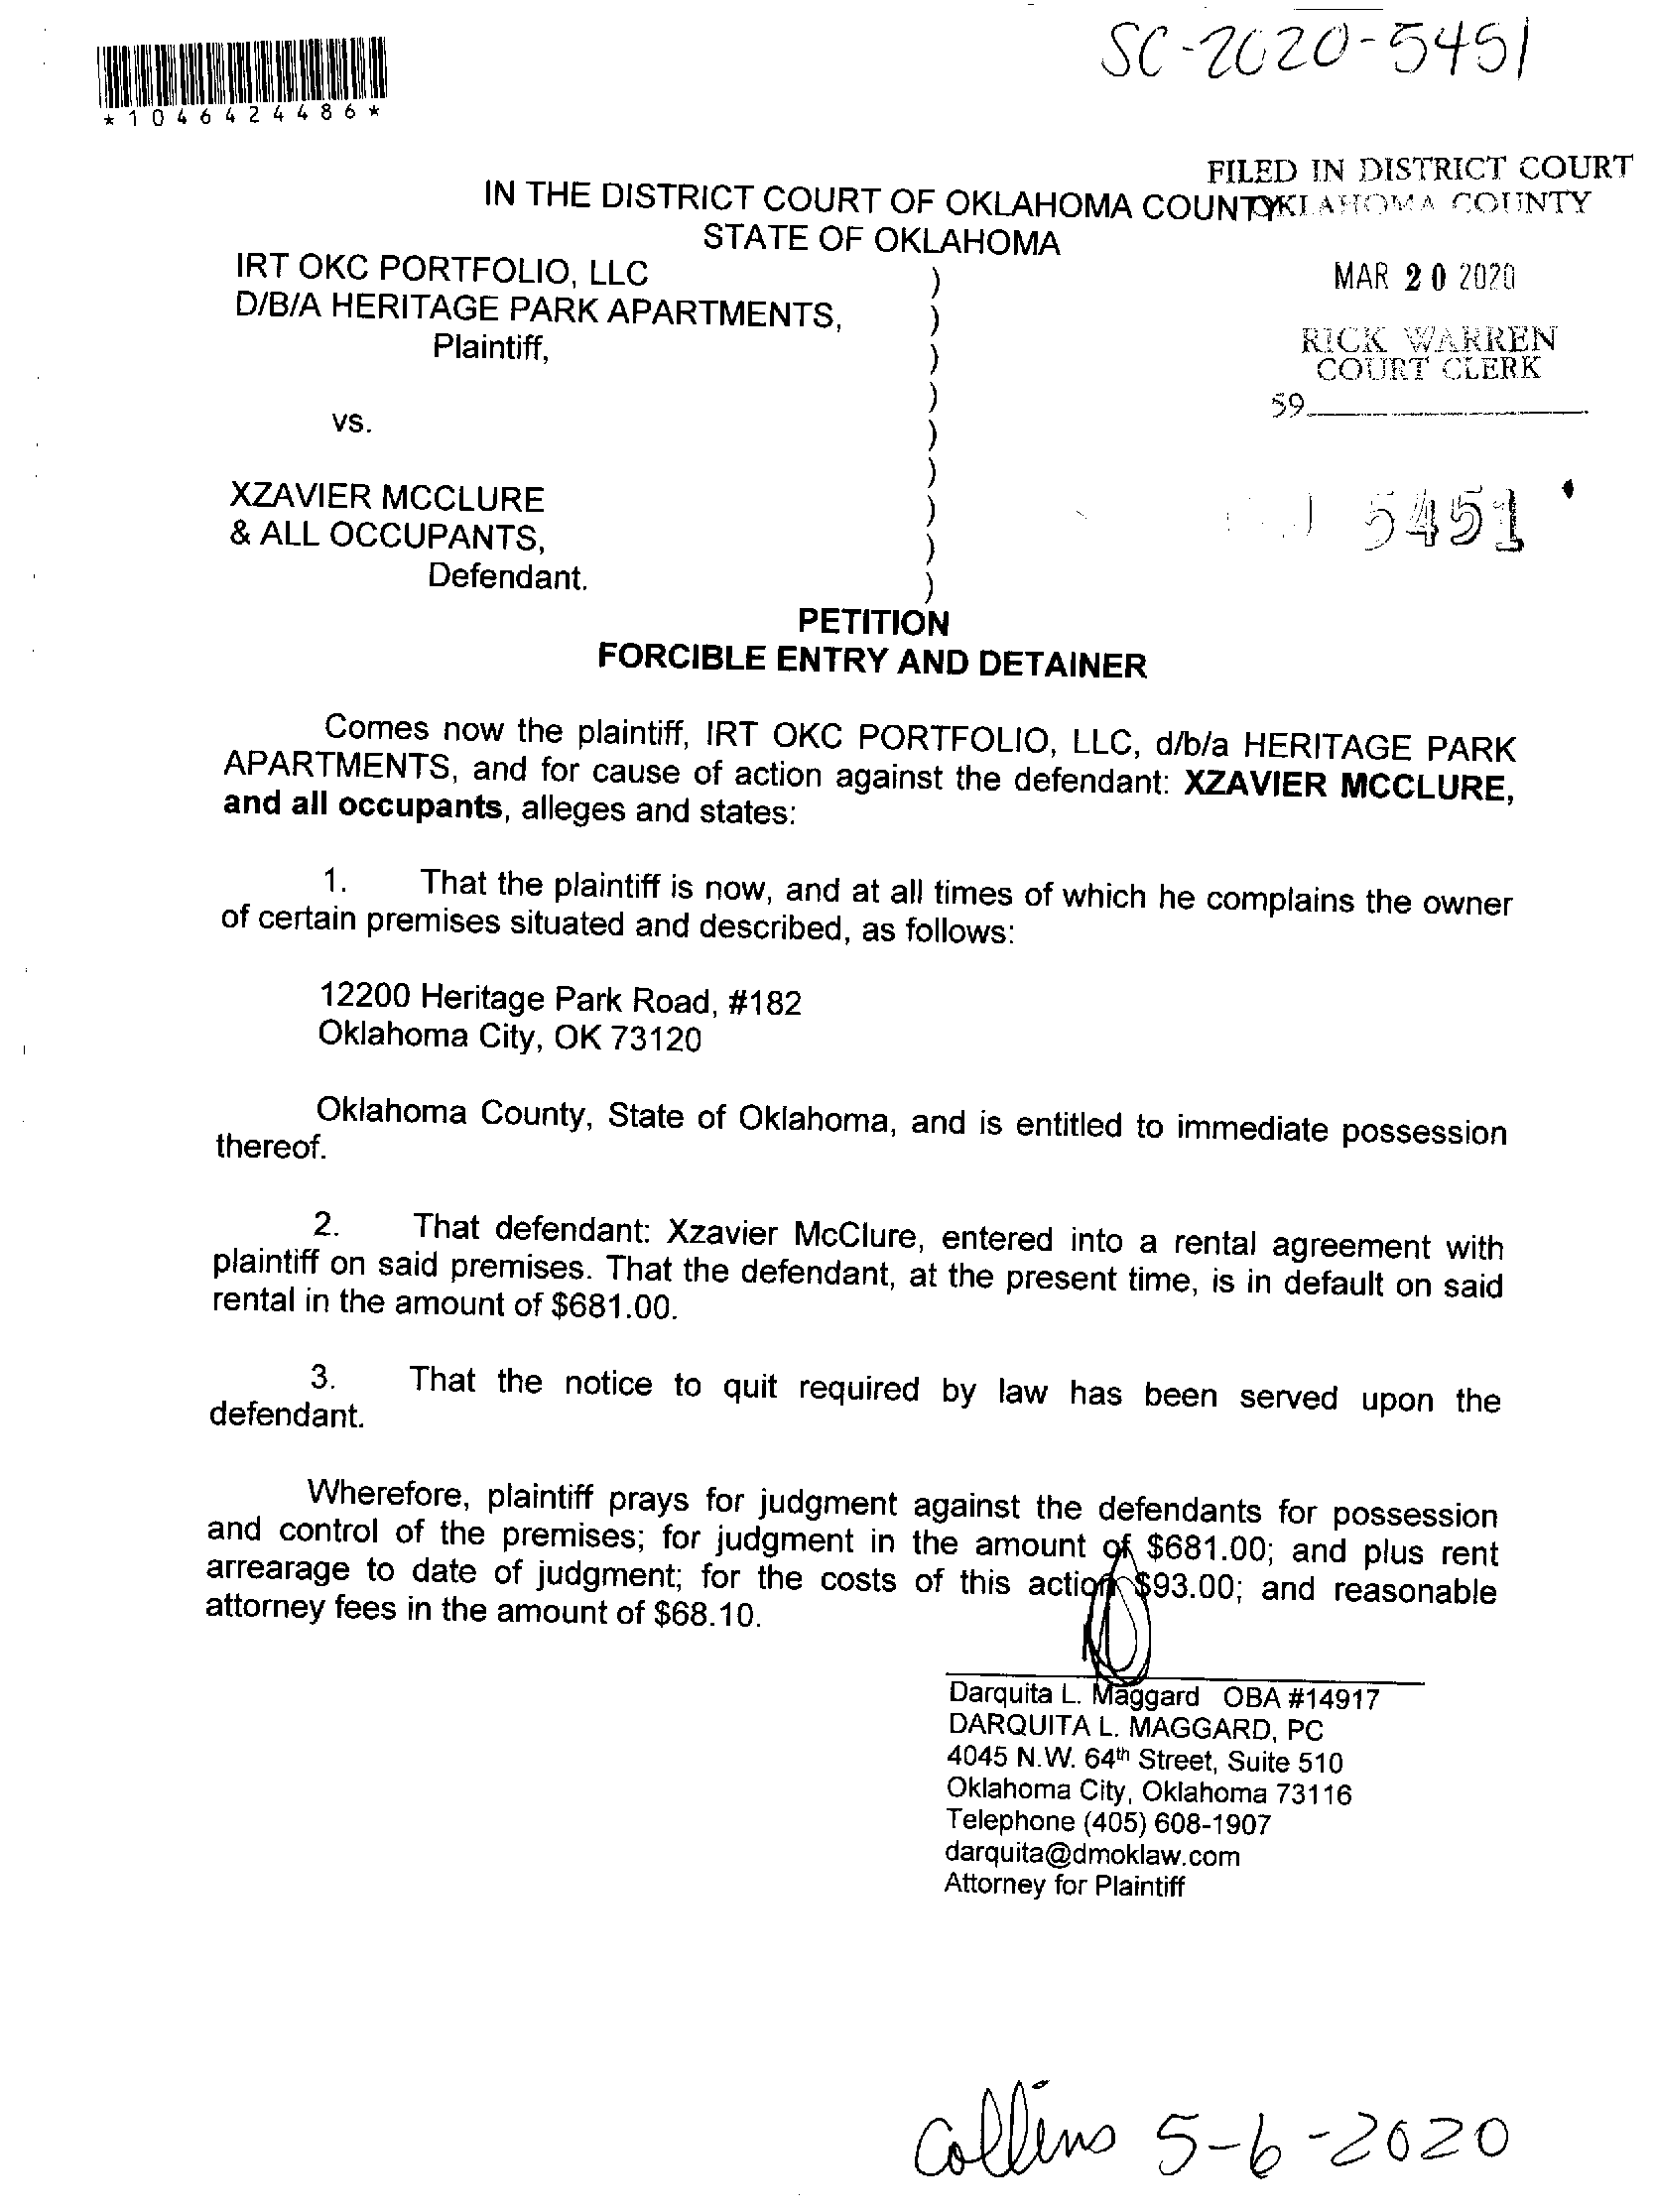 SC-2020-5451
*1046424486*
FILED IN DISTRICT COURT
OKLAHOMA COUNTY
IN THE DISTRICT COURT OF OKLAHOMA COUNTY
STATE OF OKLAHOMA
MAR 20 2020
RICK WARREN
COURT CLERK
59
IRT OKC PORTFOLIO, LLC )
D/B/A HERITAGE PARK APARTMENTS, )
Plaintiff, )
)
vs. )
)
XZAVIER MCCLURE )
& ALL OCCUPANTS, )
Defendant. )
5451
PETITION
FORCIBLE ENTRY AND DETAINER
Comes now the plaintiff, IRT OKC PORTFOLIO, LLC, d/b/a HERITAGE PARK
APARTMENTS, and for cause of action against the defendant: XZAVIER MCCLURE,
and all occupants, alleges and states:
1. That the plaintiff is now, and at all times of which he complains the owner
of certain premises situated and described, as follows:
12200 Heritage Park Road, #182
Oklahoma City, OK 73120
Oklahoma County, State of Oklahoma, and is entitled to immediate possession
thereof.
2. That defendant: Xzavier McClure, entered into a rental agreement with
plaintiff on said premises. That the defendant, at the present time, is in default on said
rental in the amount of $681.00.
3. That the notice to quit required by law has been served upon the
defendant.
Wherefore, plaintiff prays for judgment against the defendants for possession
and control of the premises; for judgment in the amount of $681.00; and plus rent
arrearage to date of judgment; for the costs of this action $93.00; and reasonable
attorney fees in the amount of $68.10.
Darquita L. Maggard OBA #14917
DARQUITA L. MAGGARD, PC
4045 N.W. 64th Street, Suite 510
Oklahoma City, Oklahoma 73116
Telephone (405) 608-1907
darquita@dmoklaw.com
Attorney for Plaintiff
Collins 5-6-2020